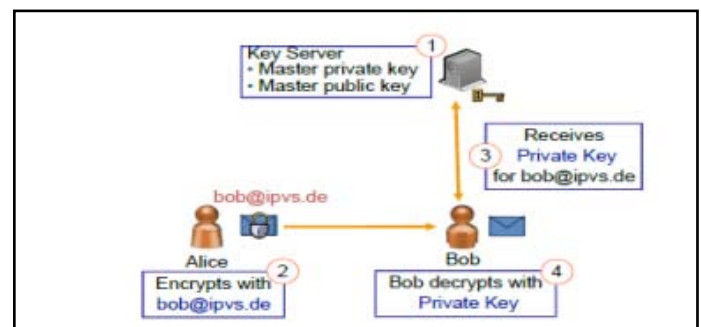 Key Server
• Master private key
• Master public key
1
Receives
3
Private Key
for bob@ipvs.de
bob@ipvs.de
Alice
Bob
2
Encrypts with
bob@ipvs.de
4
Bob decrypts with
Private Key